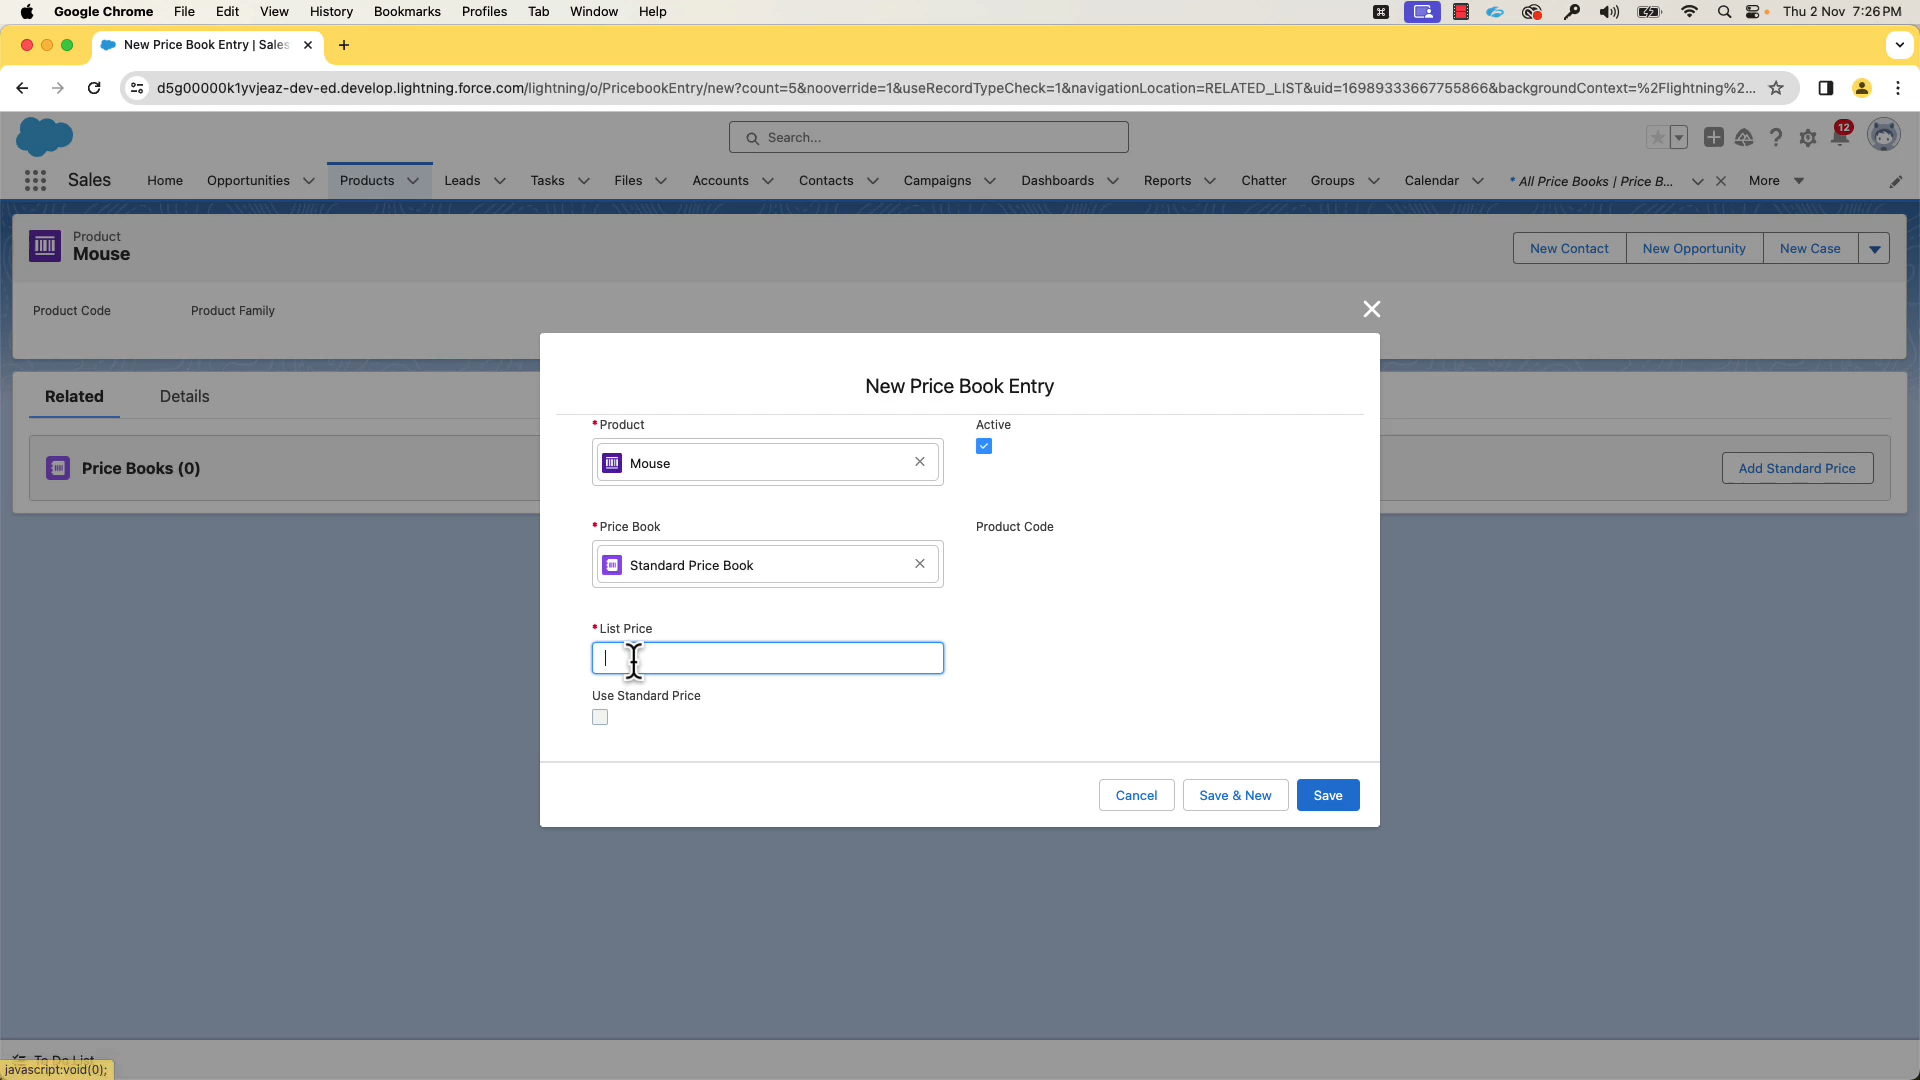 Google Chrome File Edit View History Bookmarks Profiles Tab Window Help Thu 2 Nov 7:26 PM
New Price Book Entry | Sales
d5g00000k1yvjeaz-dev-ed.develop.lightning.force.com/lightning/o/PricebookEntry/new?count=5&nooverride=1&useRecordTypeCheck=1&navigationLocation=RELATED_LIST&uid=16989333667755866&backgroundContext=%2Flightning%2...
Search...
12
Sales Home Opportunities Products Leads Tasks Files Accounts Contacts Campaigns Dashboards Reports Chatter Groups Calendar * All Price Books | Price B... More
Product
Mouse
New Contact New Opportunity New Case
Product Code Product Family
Related Details
Price Books (0)
Add Standard Price
New Price Book Entry
*Product Active
Mouse
*Price Book Product Code
Standard Price Book
*List Price
Use Standard Price
Cancel Save & New Save
To Do List
javascript:void(0);